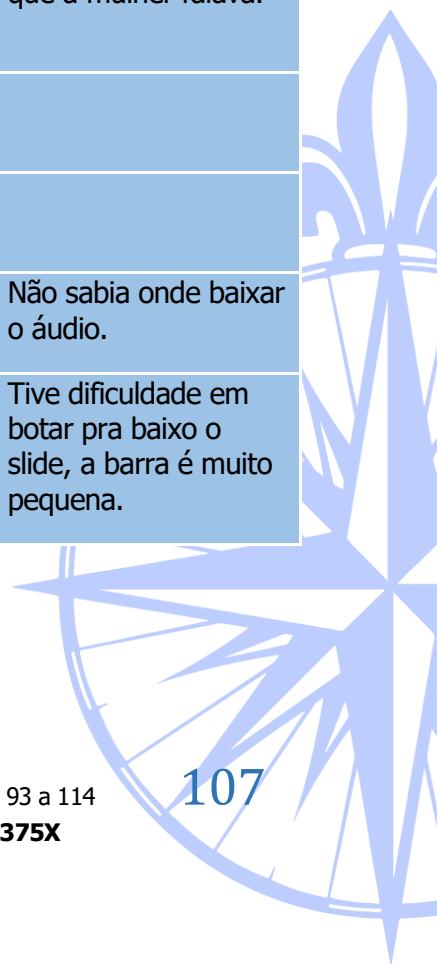 que a mulher falava.
Não sabia onde baixar
o áudio.
Tive dificuldade em
botar pra baixo o
slide, a barra é muito
pequena.
93 a 114
107
375X